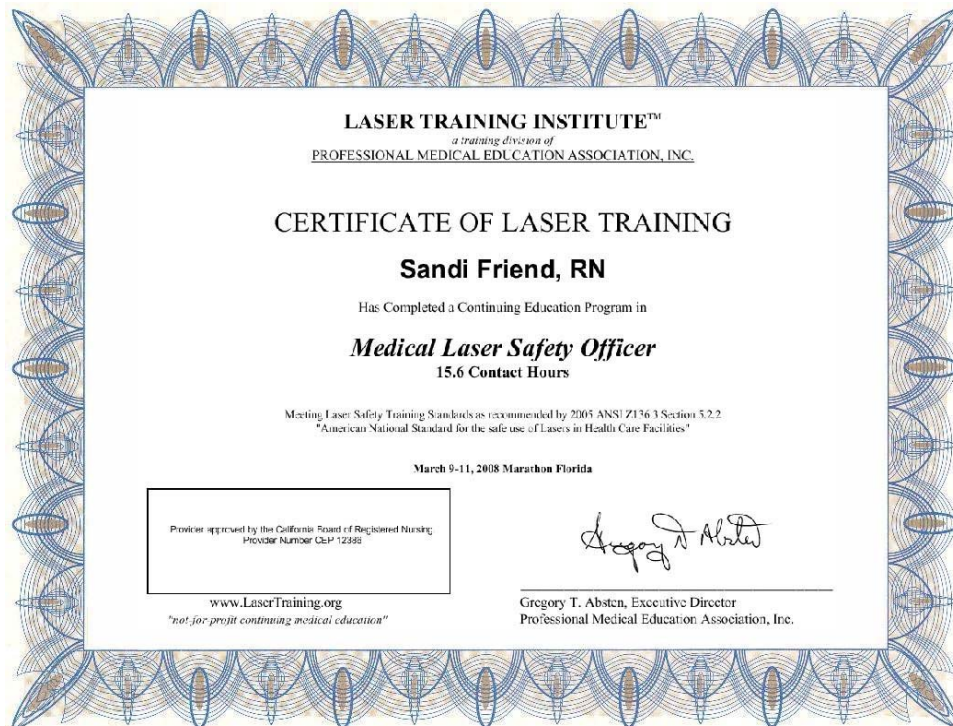 LASER TRAINING INSTITUTE™
a training division of
PROFESSIONAL MEDICAL EDUCATION ASSOCIATION, INC.
CERTIFICATE OF LASER TRAINING
Sandi Friend, RN
Has Completed a Continuing Education Program in
Medical Laser Safety Officer
15.6 Contact Hours
Meeting Laser Safety Training Standards as recommended by 2005 ANSI Z136.3 Section 5.2.2
"American National Standard for the safe use of Lasers in Health Care Facilities"
March 9-11, 2008 Marathon Florida
Provider approved by the California Board of Registered Nursing.
Provider Number CEP 12386
www.LaserTraining.org
"not-for-profit continuing medical education"
Gregory T Absten
Gregory T. Absten, Executive Director
Professional Medical Education Association, Inc.